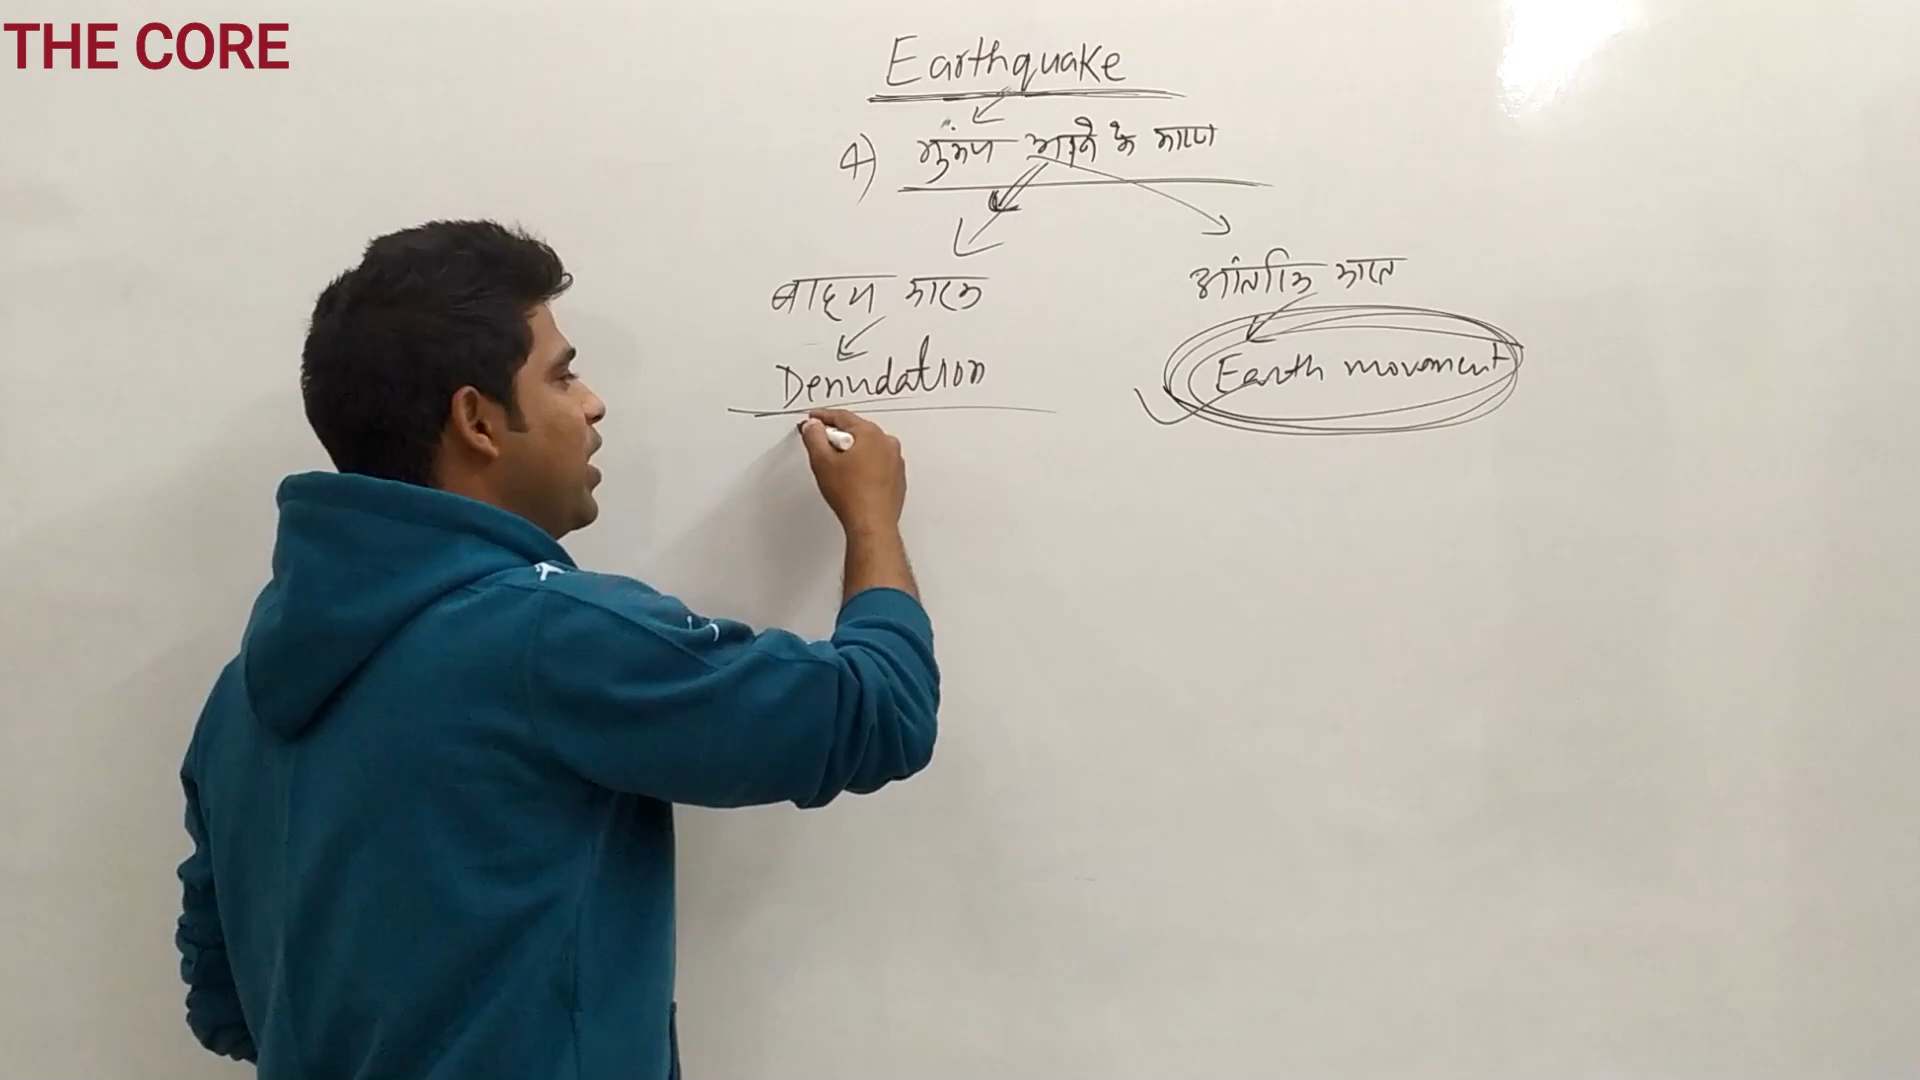 THE CORE
Earthquake
4) भुकंप आने के कारण
बाह्य कारक
आंतरिक कारक
Denudation
Earth movement